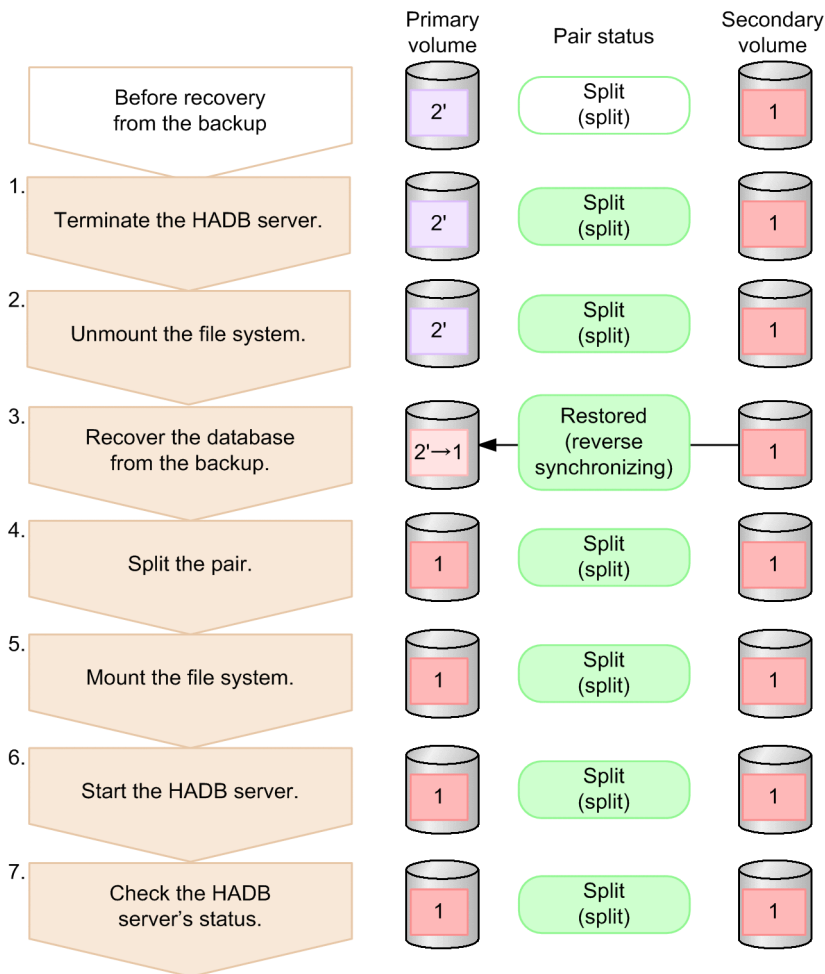 Primary
volume
Pair status
Secondary
volume
Before recovery
from the backup
2'
Split
(split)
1
1.
Terminate the HADB server.
2'
Split
(split)
1
2.
Unmount the file system.
2'
Split
(split)
1
3.
Recover the database
from the backup.
2'→1
Restored
(reverse
synchronizing)
1
4.
Split the pair.
1
Split
(split)
1
5.
Mount the file system.
1
Split
(split)
1
6.
Start the HADB server.
1
Split
(split)
1
7.
Check the HADB
server's status.
1
Split
(split)
1